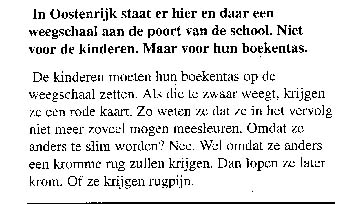 In Oostenrijk staat er hier en daar een
weegschaal aan de poort van de school. Niet
voor de kinderen. Maar voor hun boekentas.
De kinderen moeten hun boekentas op de
weegschaal zetten. Als die te zwaar weegt, krijgen
ze een rode kaart. Zo weten ze dat ze in het vervolg
niet meer zoveel mogen meesleuren. Omdat ze
anders te slim worden? Nee. Wel omdat ze anders
een kromme rug zullen krijgen. Dan lopen ze later
krom. Of ze krijgen rugpijn.